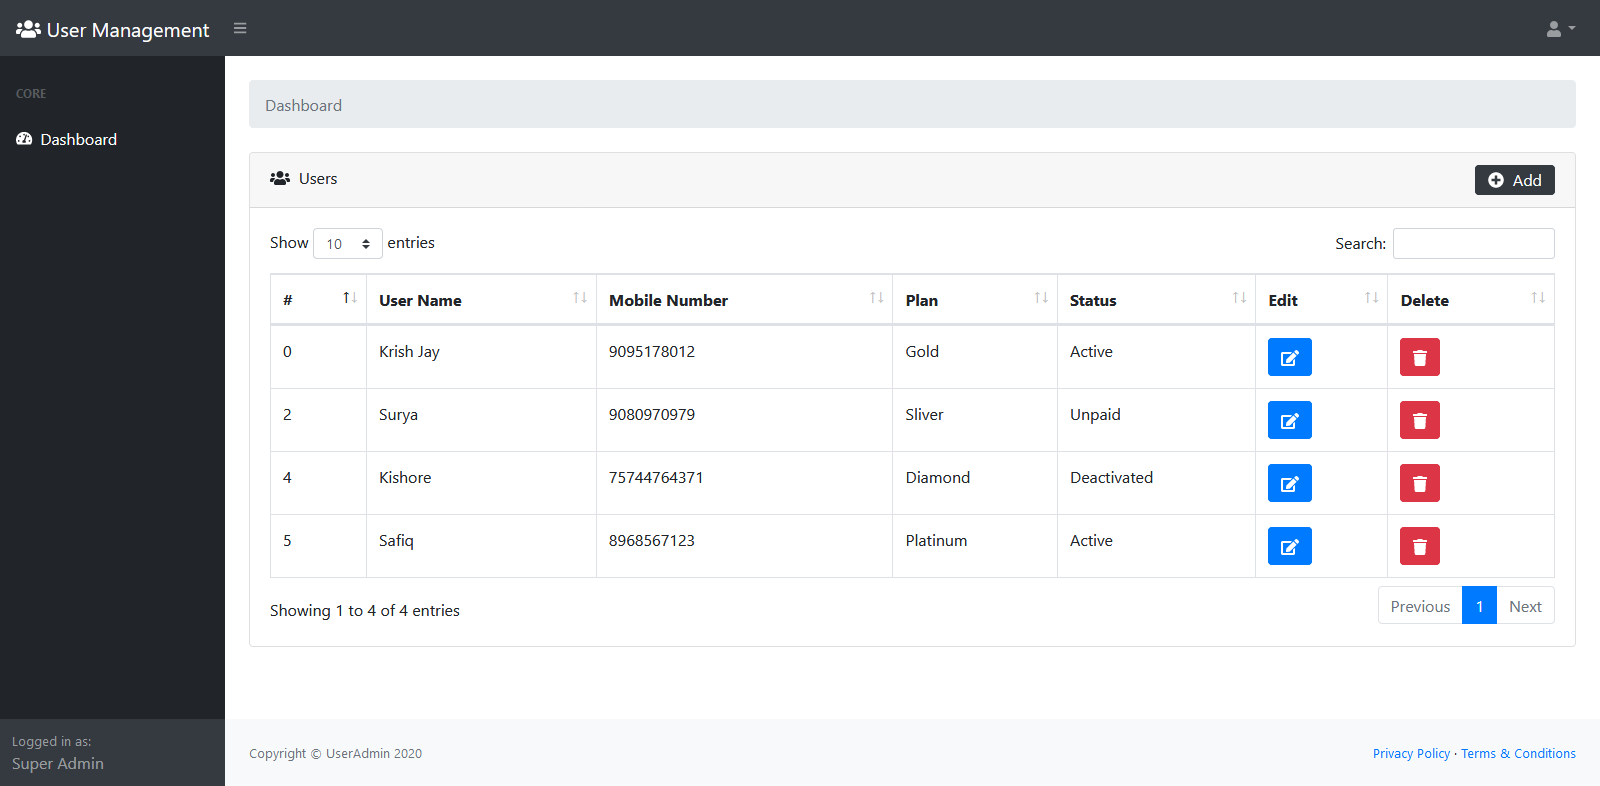 User Management
CORE
Dashboard
Dashboard
Users
Add
Show 10 entries
Search:
# User Name Mobile Number Plan Status Edit Delete
0 Krish Jay 9095178012 Gold Active
2 Surya 9080970979 Sliver Unpaid
4 Kishore 75744764371 Diamond Deactivated
5 Safiq 8968567123 Platinum Active
Showing 1 to 4 of 4 entries
Previous 1 Next
Logged in as:
Super Admin
Copyright © UserAdmin 2020
Privacy Policy · Terms & Conditions